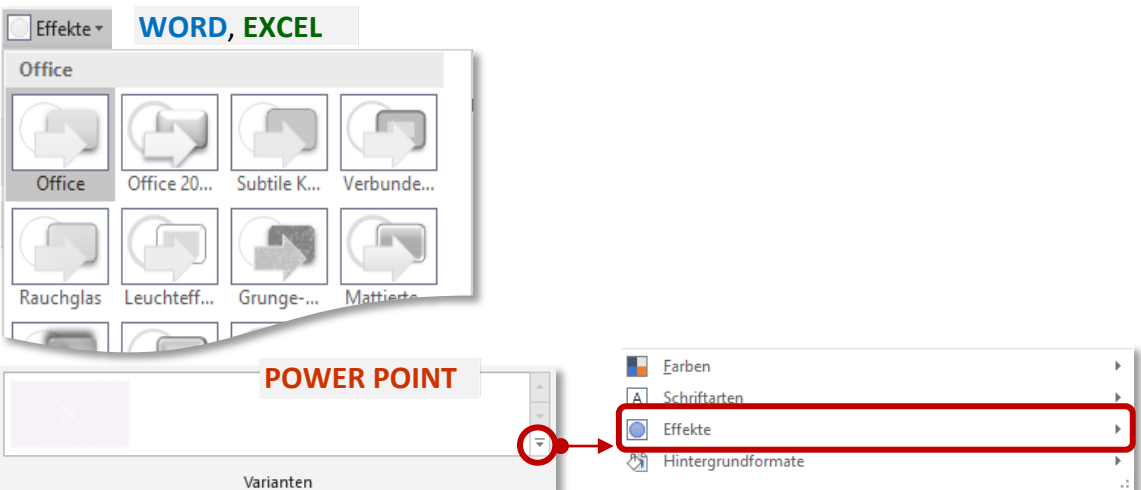 Effekte WORD, EXCEL
Office
Office Office 20... Subtile K... Verbunde...
Rauchglas Leuchteff... Grunge-... Mattierte
POWER POINT
Varianten
Farben
A Schriftarten
Effekte
Hintergrundformate